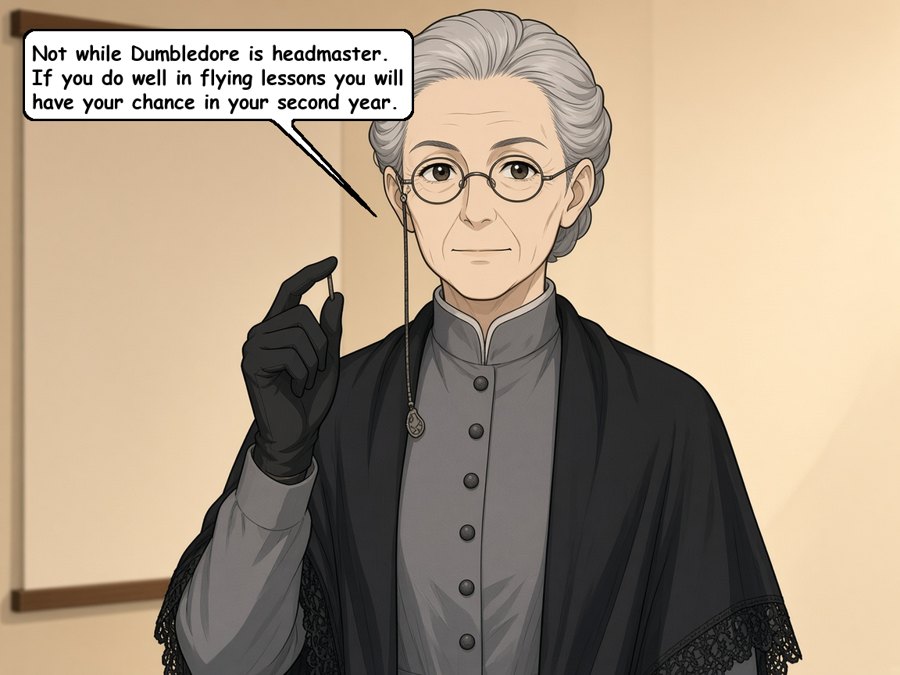 Not while Dumbledore is headmaster.
If you do well in flying lessons you will
have your chance in your second year.